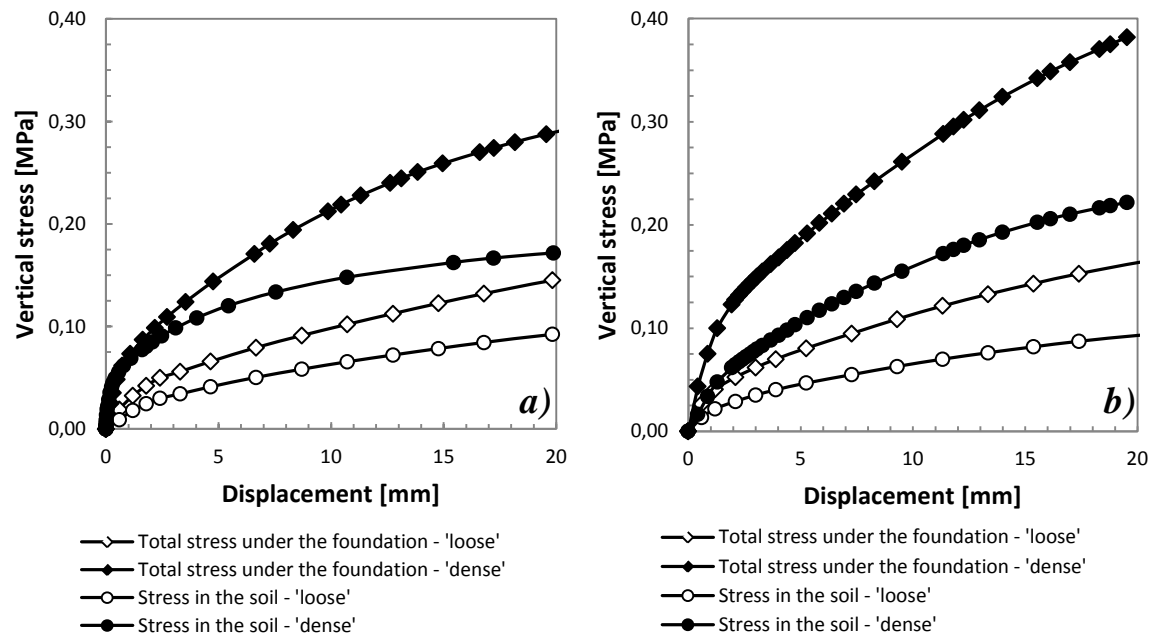 0,40
0,30
0,20
0,10
0,00
Vertical stress [MPa]
a)
0 5 10 15 20
Displacement [mm]
Total stress under the foundation - 'loose'
Total stress under the foundation - 'dense'
Stress in the soil - 'loose'
Stress in the soil - 'dense'
0,40
0,30
0,20
0,10
0,00
Vertical stress [MPa]
b)
0 5 10 15 20
Displacement [mm]
Total stress under the foundation - 'loose'
Total stress under the foundation - 'dense'
Stress in the soil - 'loose'
Stress in the soil - 'dense'